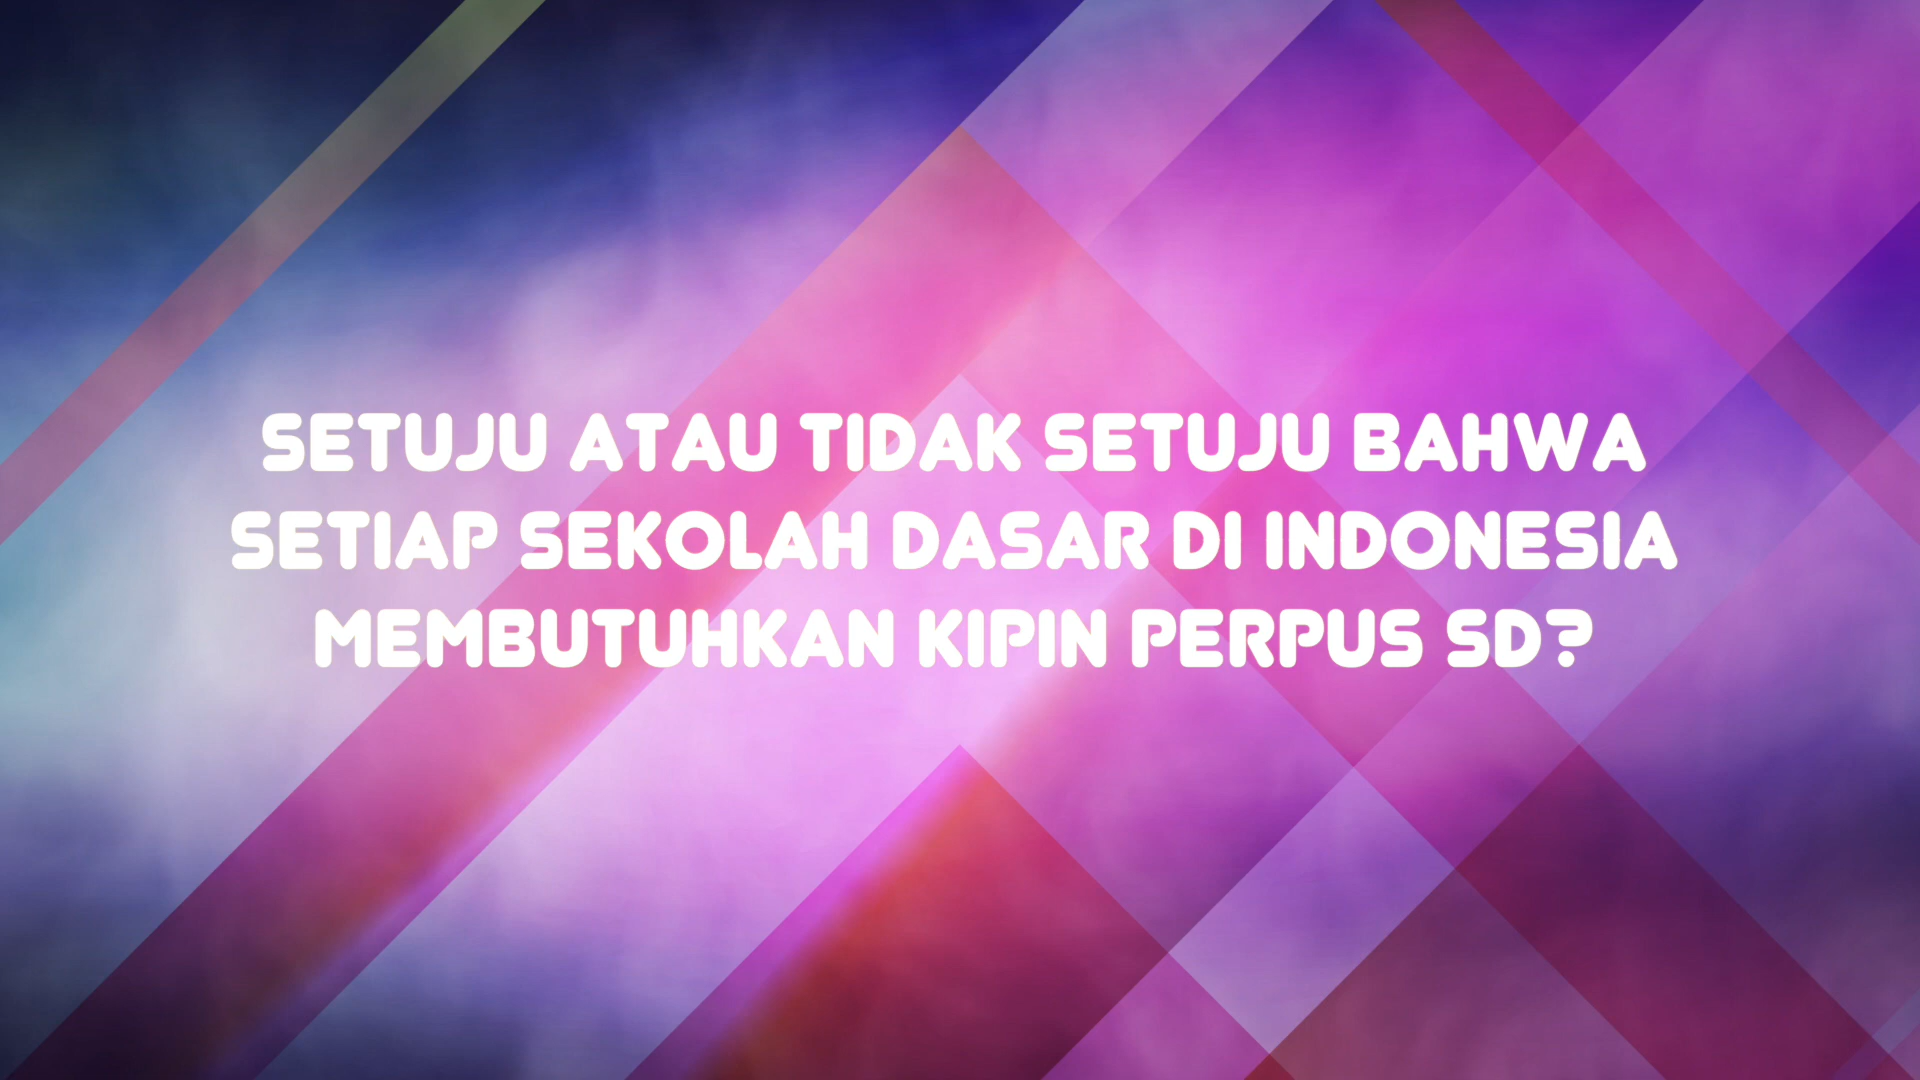 SETUJU ATAU TIDAK SETUJU BAHWA
SETIAP SEKOLAH DASAR DI INDONESIA
MEMBUTUHKAN KIPIN PERPUS SD?